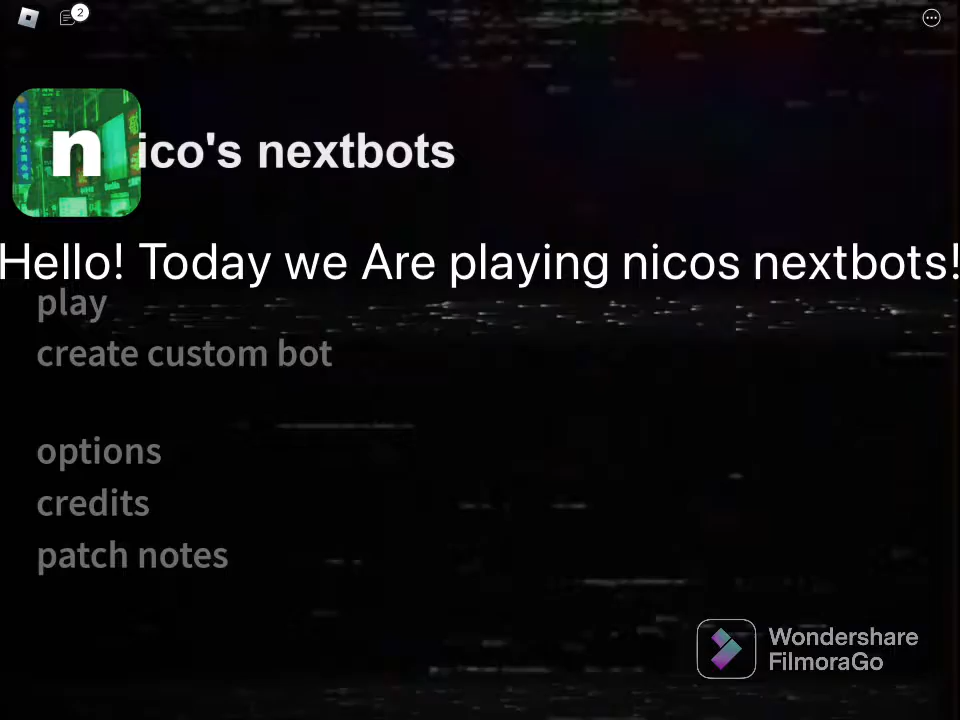 2
nico's nextbots
Hello! Today we Are playing nicos nextbots!
play
create custom bot
options
credits
patch notes
Wondershare
FilmoraGo